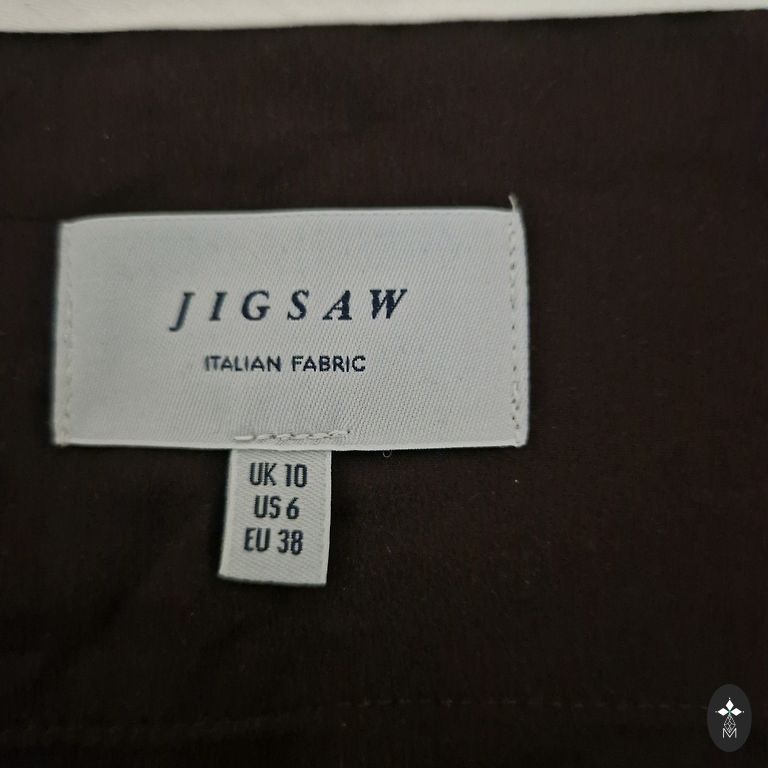 JIGSAW
ITALIAN FABRIC
UK 10
US 6
EU 38
M